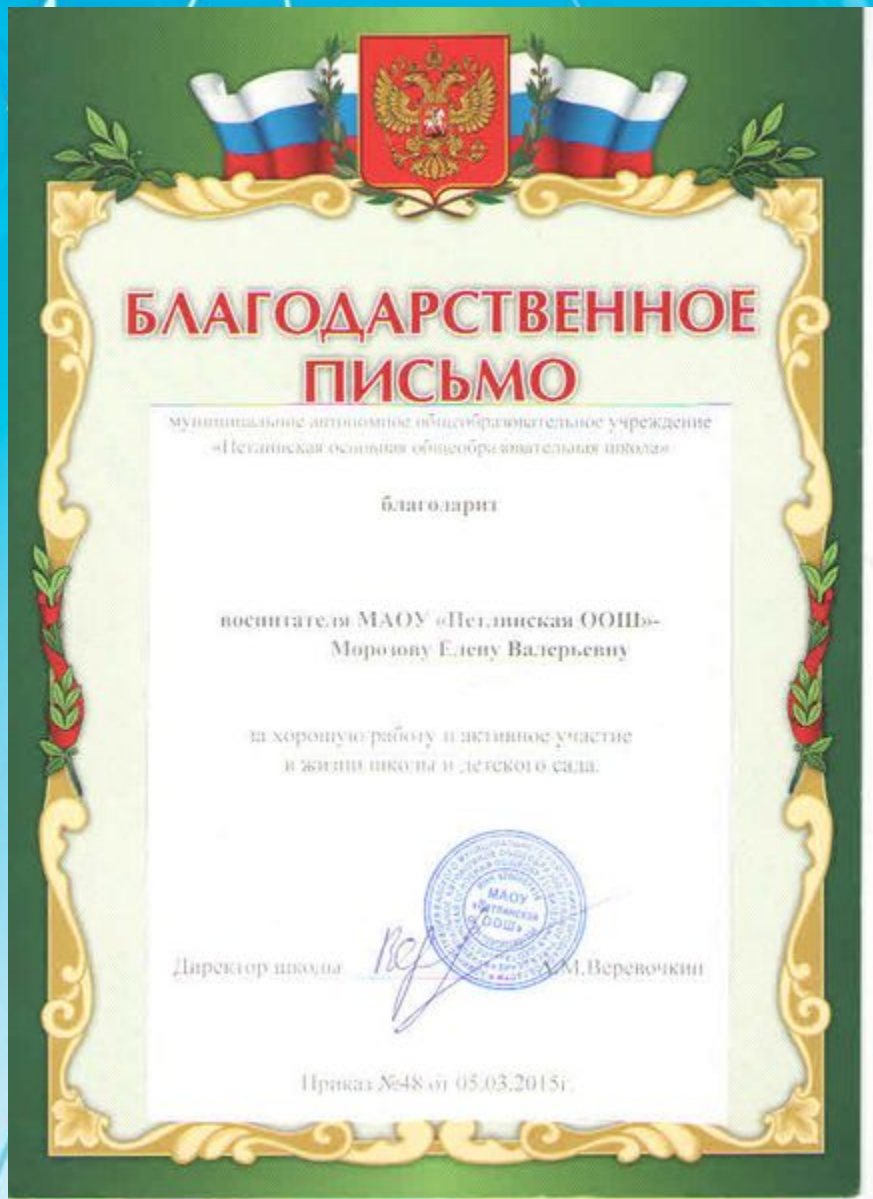 БЛАГОДАРСТВЕННОЕ
ПИСЬМО
муниципальное автономное общеобразовательное учреждение
«Петлинская основная общеобразовательная школа»
благодарит
воспитателя МАОУ «Петлинская ООШ»-
Морозову Елену Валерьевну
за хорошую работу и активное участие
в жизни школы и детского сада.
МАОУ
«Петлинская
ООШ»
Директор школы А.М.Веревочкин
Приказ №48 от 05.03.2015г.